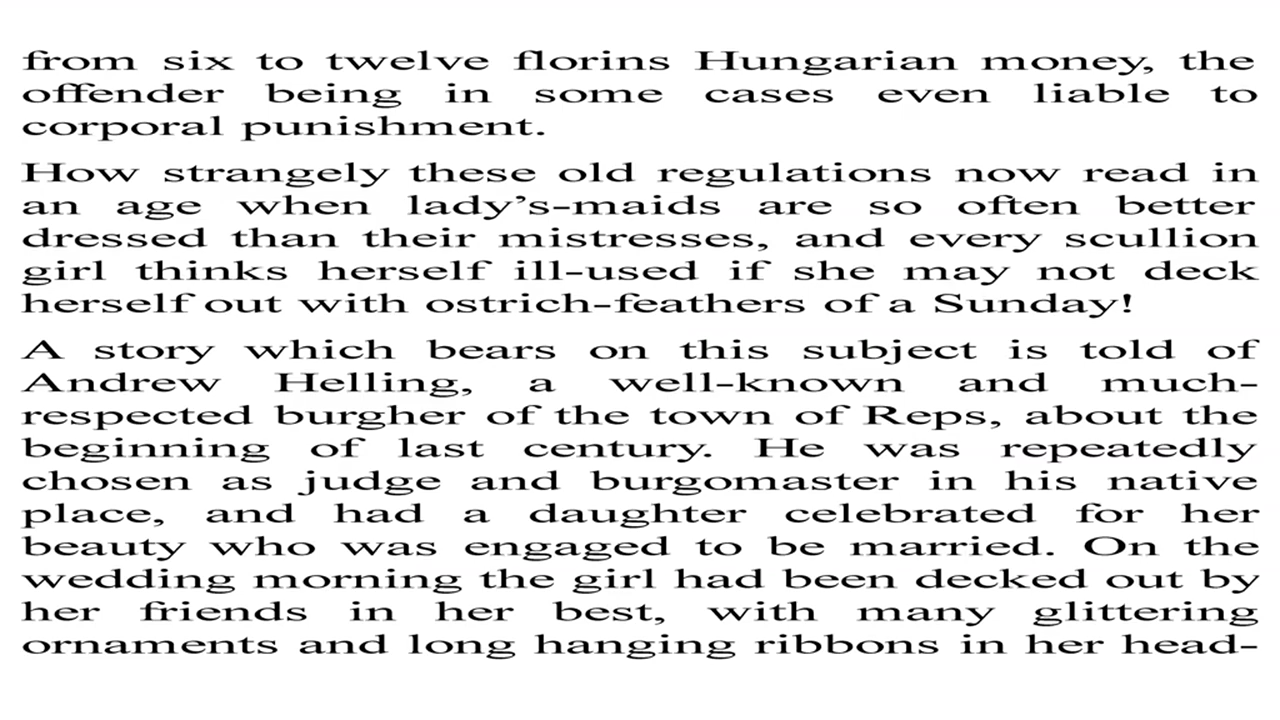 from six to twelve florins Hungarian money, the
offender being in some cases even liable to
corporal punishment.
How strangely these old regulations now read in
an age when lady’s-maids are so often better
dressed than their mistresses, and every scullion
girl thinks herself ill-used if she may not deck
herself out with ostrich-feathers of a Sunday!
A story which bears on this subject is told of
Andrew Helling, a well-known and much-
respected burgher of the town of Reps, about the
beginning of last century. He was repeatedly
chosen as judge and burgomaster in his native
place, and had a daughter celebrated for her
beauty who was engaged to be married. On the
wedding morning the girl had been decked out by
her friends in her best, with many glittering
ornaments and long hanging ribbons in her head-